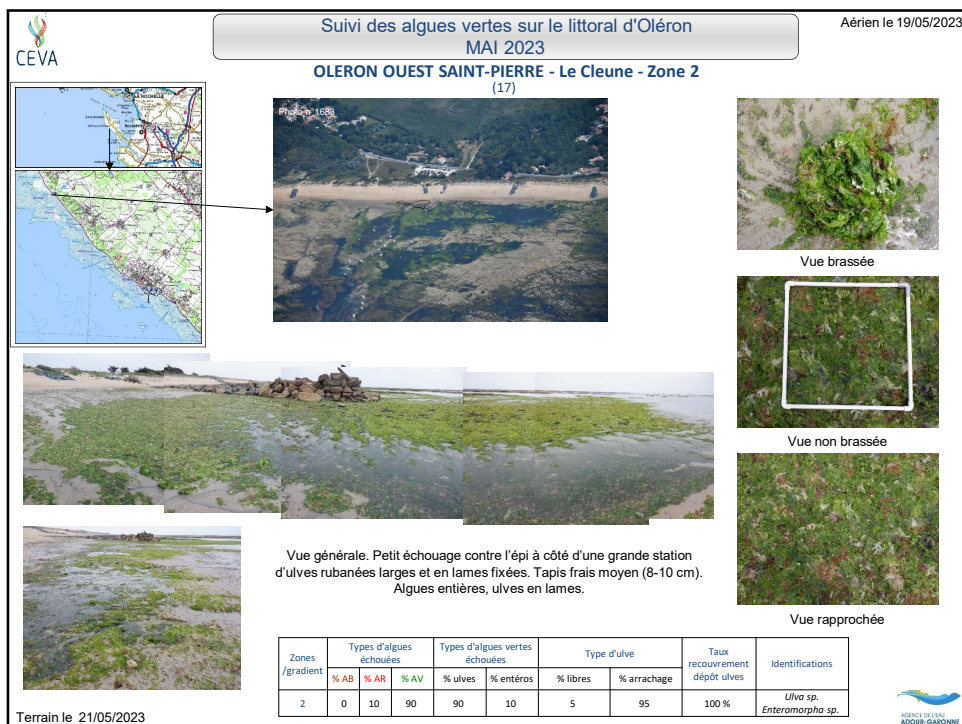 CEVA
Suivi des algues vertes sur le littoral d'Oléron
MAI 2023
Aérien le 19/05/2023
OLERON OUEST SAINT-PIERRE - Le Cleune - Zone 2
(17)
LA ROCHELLE
Photo n°1683
Vue brassée
Vue non brassée
Vue rapprochée
Vue générale. Petit échouage contre l'épi à côté d'une grande station
d'ulves rubanées larges et en lames fixées. Tapis frais moyen (8-10 cm).
Algues entières, ulves en lames.
Zones /gradient | Types d'algues échouées | Types d'algues vertes échouées | Type d'ulve | Taux recouvrement dépôt ulves | Identifications
% AB | % AR | % AV | % ulves | % entéros | % libres | % arrachage
2 | 0 | 10 | 90 | 90 | 10 | 5 | 95 | 100 % | Ulva sp. Enteromorpha sp.
Terrain le 21/05/2023
AGENCE DE L'EAU
ADOUR-GARONNE